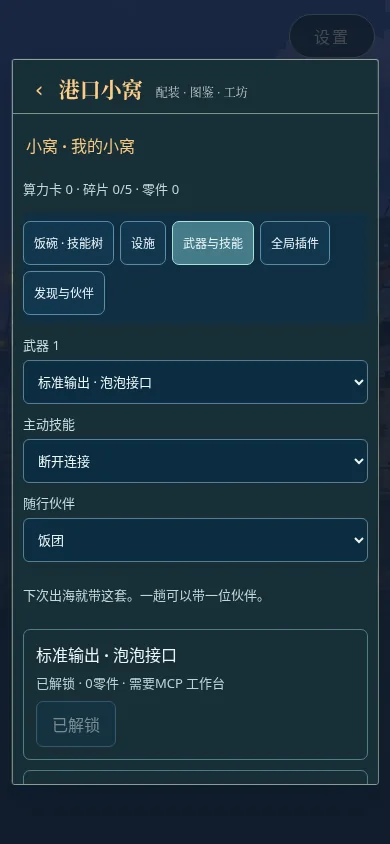 设置
‹ 港口小窝 配装 · 图鉴 · 工坊
小窝 · 我的小窝
算力卡 0 · 碎片 0/5 · 零件 0
饭碗 · 技能树 设施 武器与技能 全局插件
发现与伙伴
武器 1
标准输出 · 泡泡接口
主动技能
断开连接
随行伙伴
饭团
下次出海就带这套。一趟可以带一位伙伴。
标准输出 · 泡泡接口
已解锁 · 0零件 · 需要MCP 工作台
已解锁